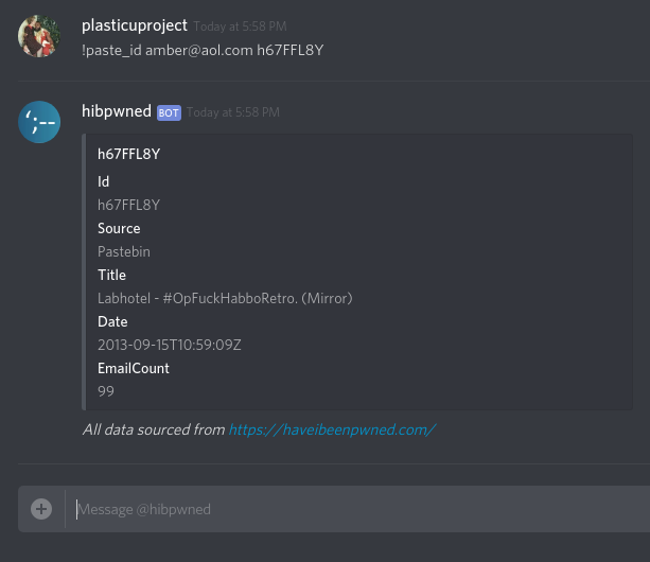 plasticuproject Today at 5:58 PM
!paste_id amber@aol.com h67FFL8Y
';--
hibpwned BOT Today at 5:58 PM
h67FFL8Y
Id
h67FFL8Y
Source
Pastebin
Title
Labhotel - #OpFuckHabboRetro. (Mirror)
Date
2013-09-15T10:59:09Z
EmailCount
99
All data sourced from https://haveibeenpwned.com/
Message @hibpwned